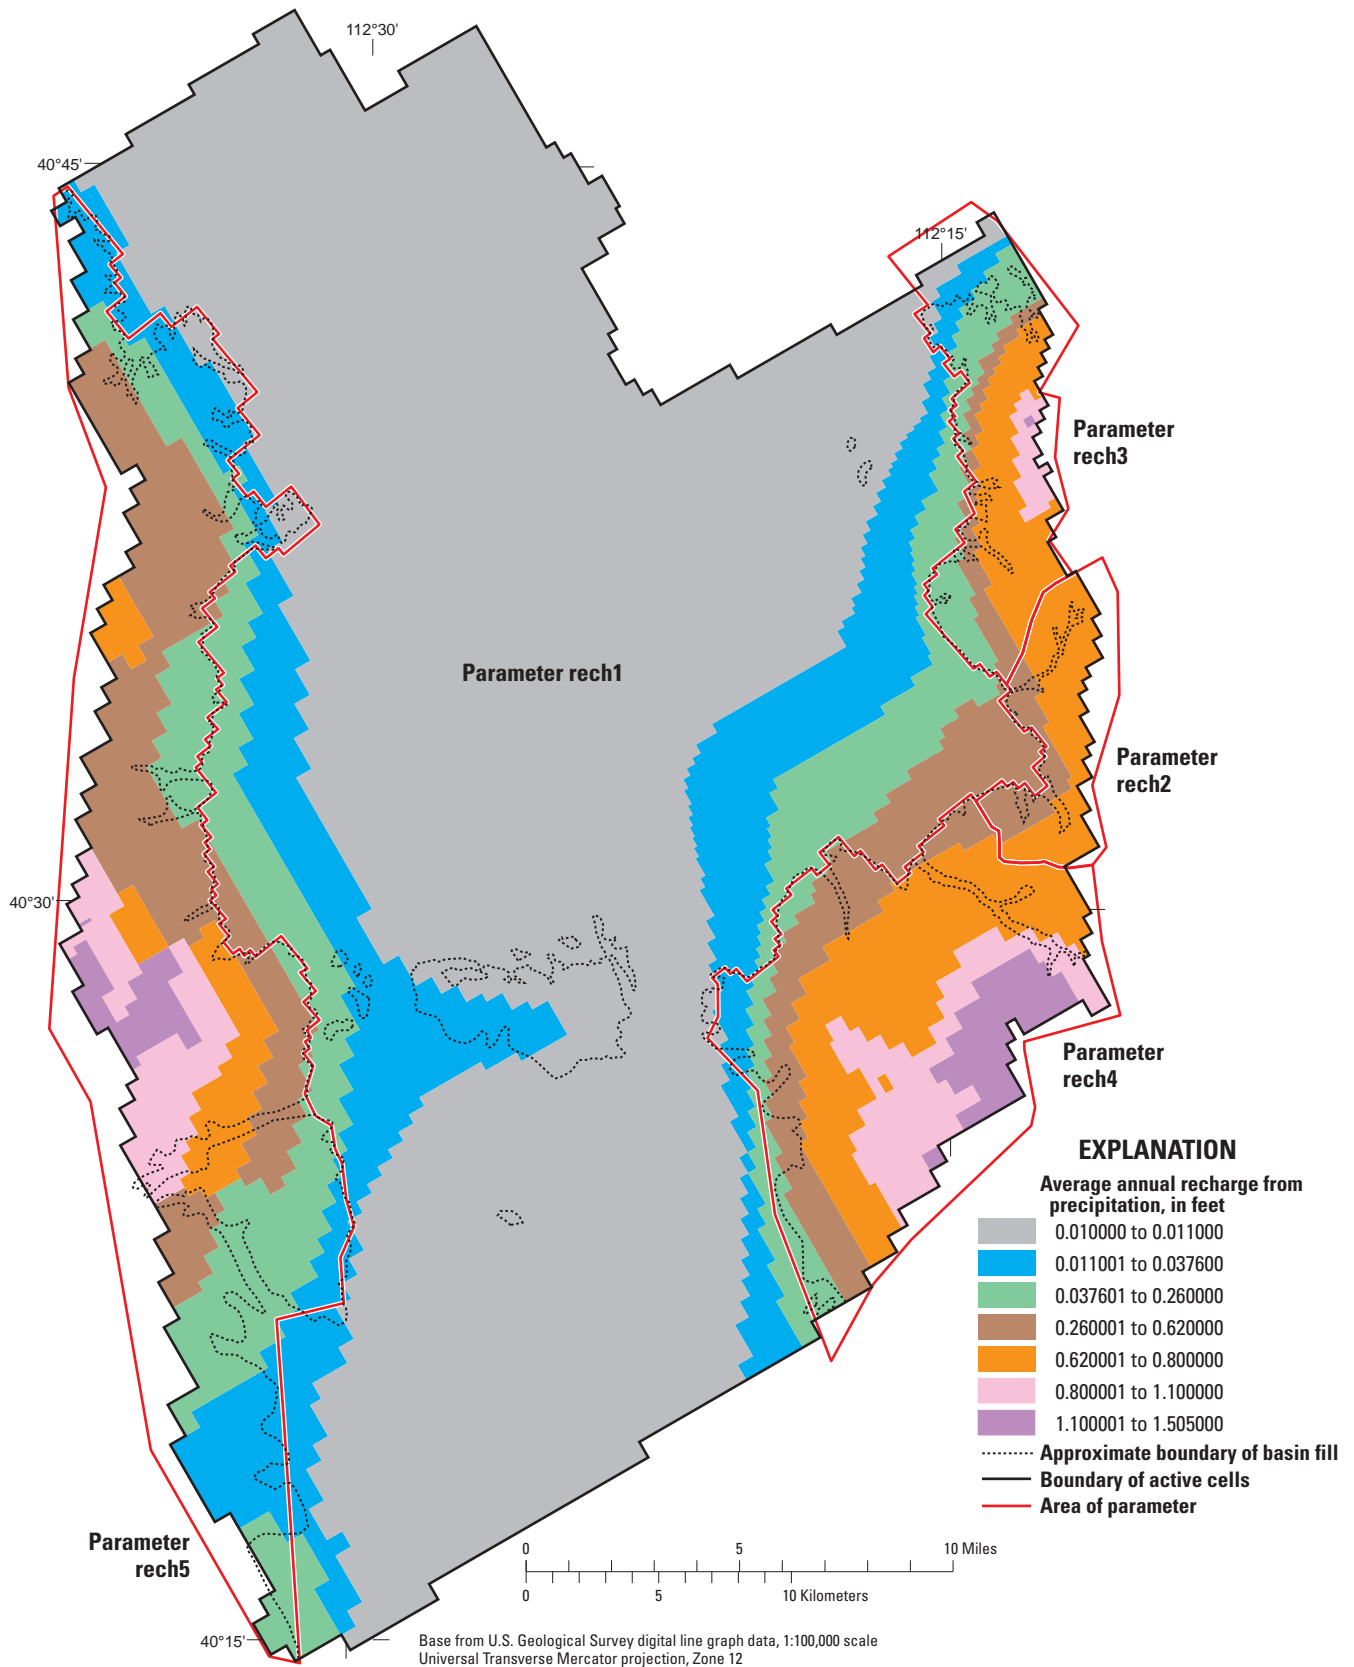 112°30'
40°45'
112°15'
Parameter
rech3
Parameter rech1
Parameter
rech2
40°30'
Parameter
rech4
EXPLANATION
Average annual recharge from
precipitation, in feet
0.010000 to 0.011000
0.011001 to 0.037600
0.037601 to 0.260000
0.260001 to 0.620000
0.620001 to 0.800000
0.800001 to 1.100000
1.100001 to 1.505000
Approximate boundary of basin fill
Boundary of active cells
Area of parameter
Parameter
rech5
0 5 10 Miles
0 5 10 Kilometers
40°15'
Base from U.S. Geological Survey digital line graph data, 1:100,000 scale
Universal Transverse Mercator projection, Zone 12